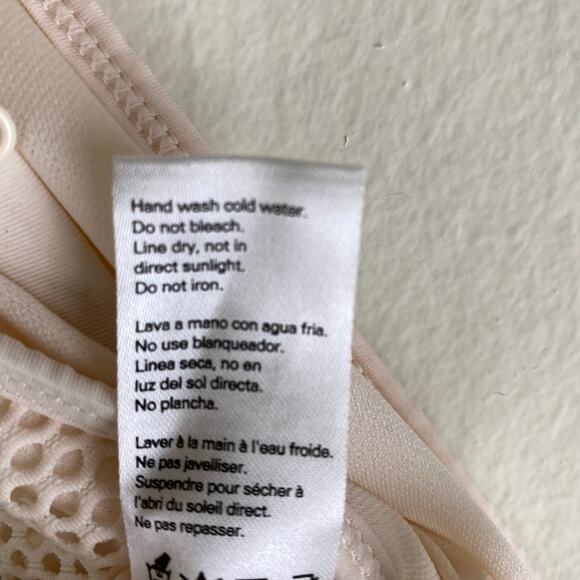 Hand wash cold water.
Do not bleach.
Line dry, not in
direct sunlight.
Do not iron.
Lava a mano con agua fria.
No use blanqueador.
Linea seca, no en
luz del sol directa.
No plancha.
Laver à la main à l'eau froide.
Ne pas javelliser.
Suspendre pour sécher à
l'abri du soleil direct.
Ne pas repasser.